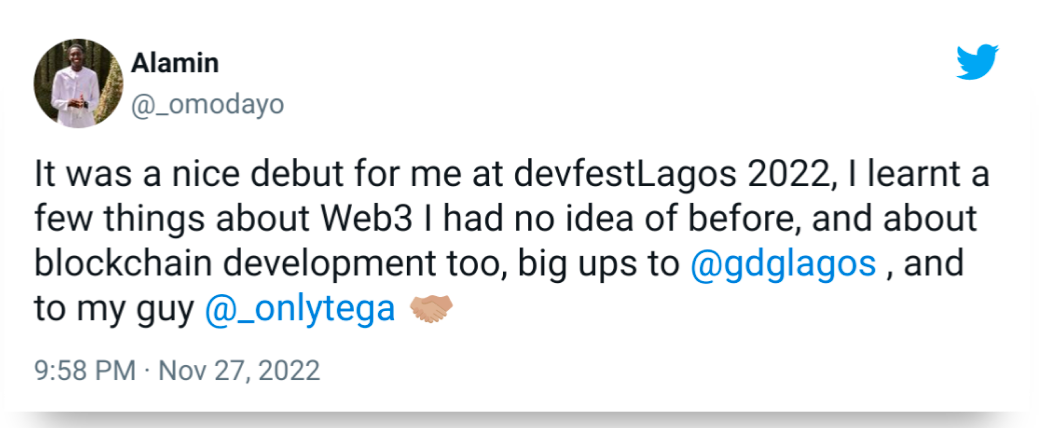 Alamin
@_omodayo
It was a nice debut for me at devfestLagos 2022, I learnt a
few things about Web3 I had no idea of before, and about
blockchain development too, big ups to @gdglagos , and
to my guy @_onlytega 🤝🏼
9:58 PM · Nov 27, 2022